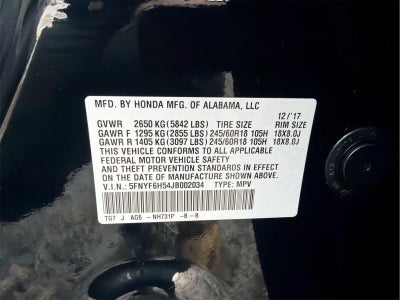 MFD. BY HONDA MFG. OF ALABAMA, LLC
12/'17
GVWR 2650 KG (5842 LBS) TIRE SIZE RIM SIZE
GAWR F 1295 KG (2855 LBS) 245/60R18 105H 18X8.0J
GAWR R 1405 KG (3097 LBS) 245/60R18 105H 18X8.0J
THIS VEHICLE CONFORMS TO ALL APPLICABLE
FEDERAL MOTOR VEHICLE SAFETY, BUMPER,
AND THEFT PREVENTION STANDARDS IN EFFECT
ON THE DATE OF MANUFACTURE SHOWN ABOVE.
V.I.N.: 5FNYF6H54JB002034 TYPE: MPV
TG7 J AG6 - NH731P -B -B